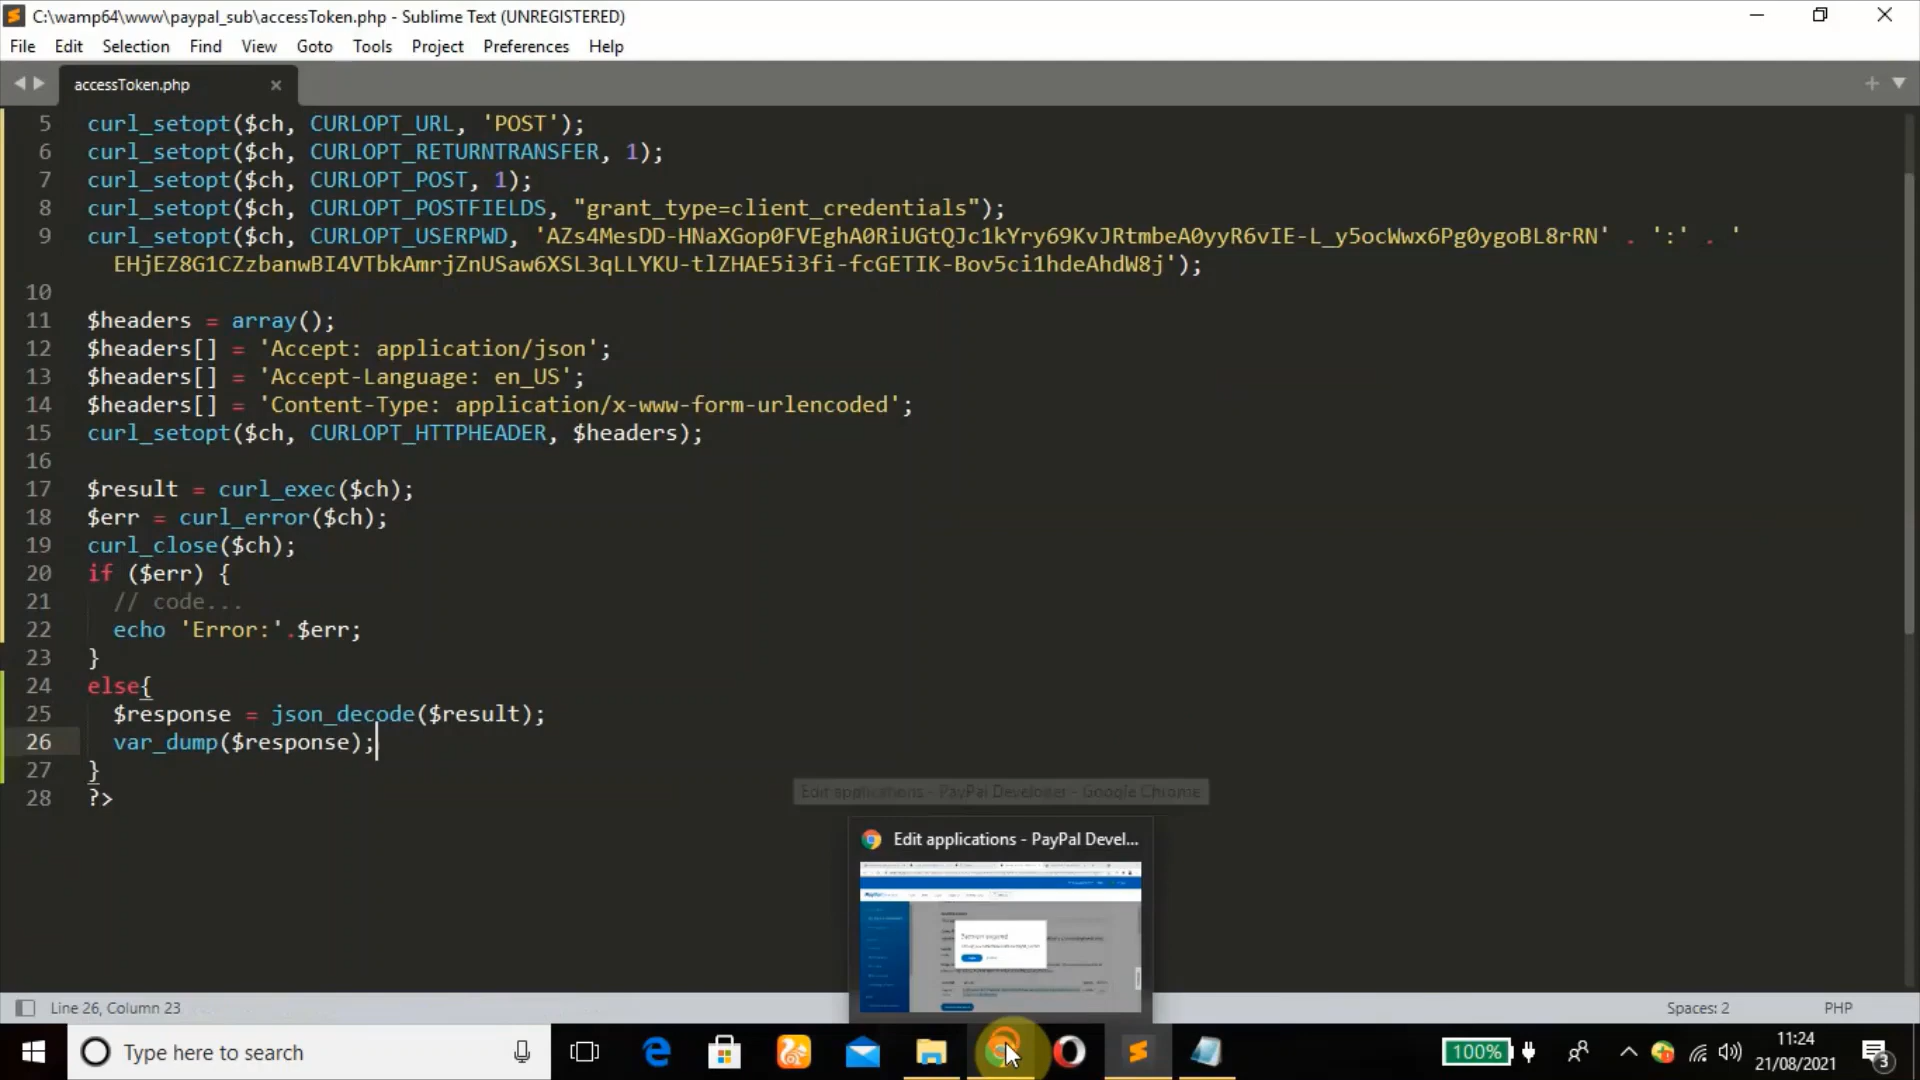 C:\wamp64\www\paypal_sub\accessToken.php - Sublime Text (UNREGISTERED)
File Edit Selection Find View Goto Tools Project Preferences Help
accessToken.php
5 curl_setopt($ch, CURLOPT_URL, 'POST');
6 curl_setopt($ch, CURLOPT_RETURNTRANSFER, 1);
7 curl_setopt($ch, CURLOPT_POST, 1);
8 curl_setopt($ch, CURLOPT_POSTFIELDS, "grant_type=client_credentials");
9 curl_setopt($ch, CURLOPT_USERPWD, 'AZs4MesDD-HNaXGop0FVEghA0RiUGtQJc1kYry69KvJRtmbeA0yyR6vIE-L_y5ocWwx6Pg0ygoBL8rRN' . ':' . '
EHjEZ8G1CZzbanwBI4VTbkAmrjZnUSaw6XSL3qLLYKU-tlZHAE5i3fi-fcGETIK-Bov5ci1hdeAhdW8j');
10
11 $headers = array();
12 $headers[] = 'Accept: application/json';
13 $headers[] = 'Accept-Language: en_US';
14 $headers[] = 'Content-Type: application/x-www-form-urlencoded';
15 curl_setopt($ch, CURLOPT_HTTPHEADER, $headers);
16
17 $result = curl_exec($ch);
18 $err = curl_error($ch);
19 curl_close($ch);
20 if ($err) {
21 // code...
22 echo 'Error:'.$err;
23 }
24 else{
25 $response = json_decode($result);
26 var_dump($response);
27 }
28 ?>
Edit applications - PayPal Developer - Google Chrome
Edit applications - PayPal Devel...
Line 26, Column 23
Spaces: 2
PHP
Type here to search
100%
11:24
21/08/2021
3